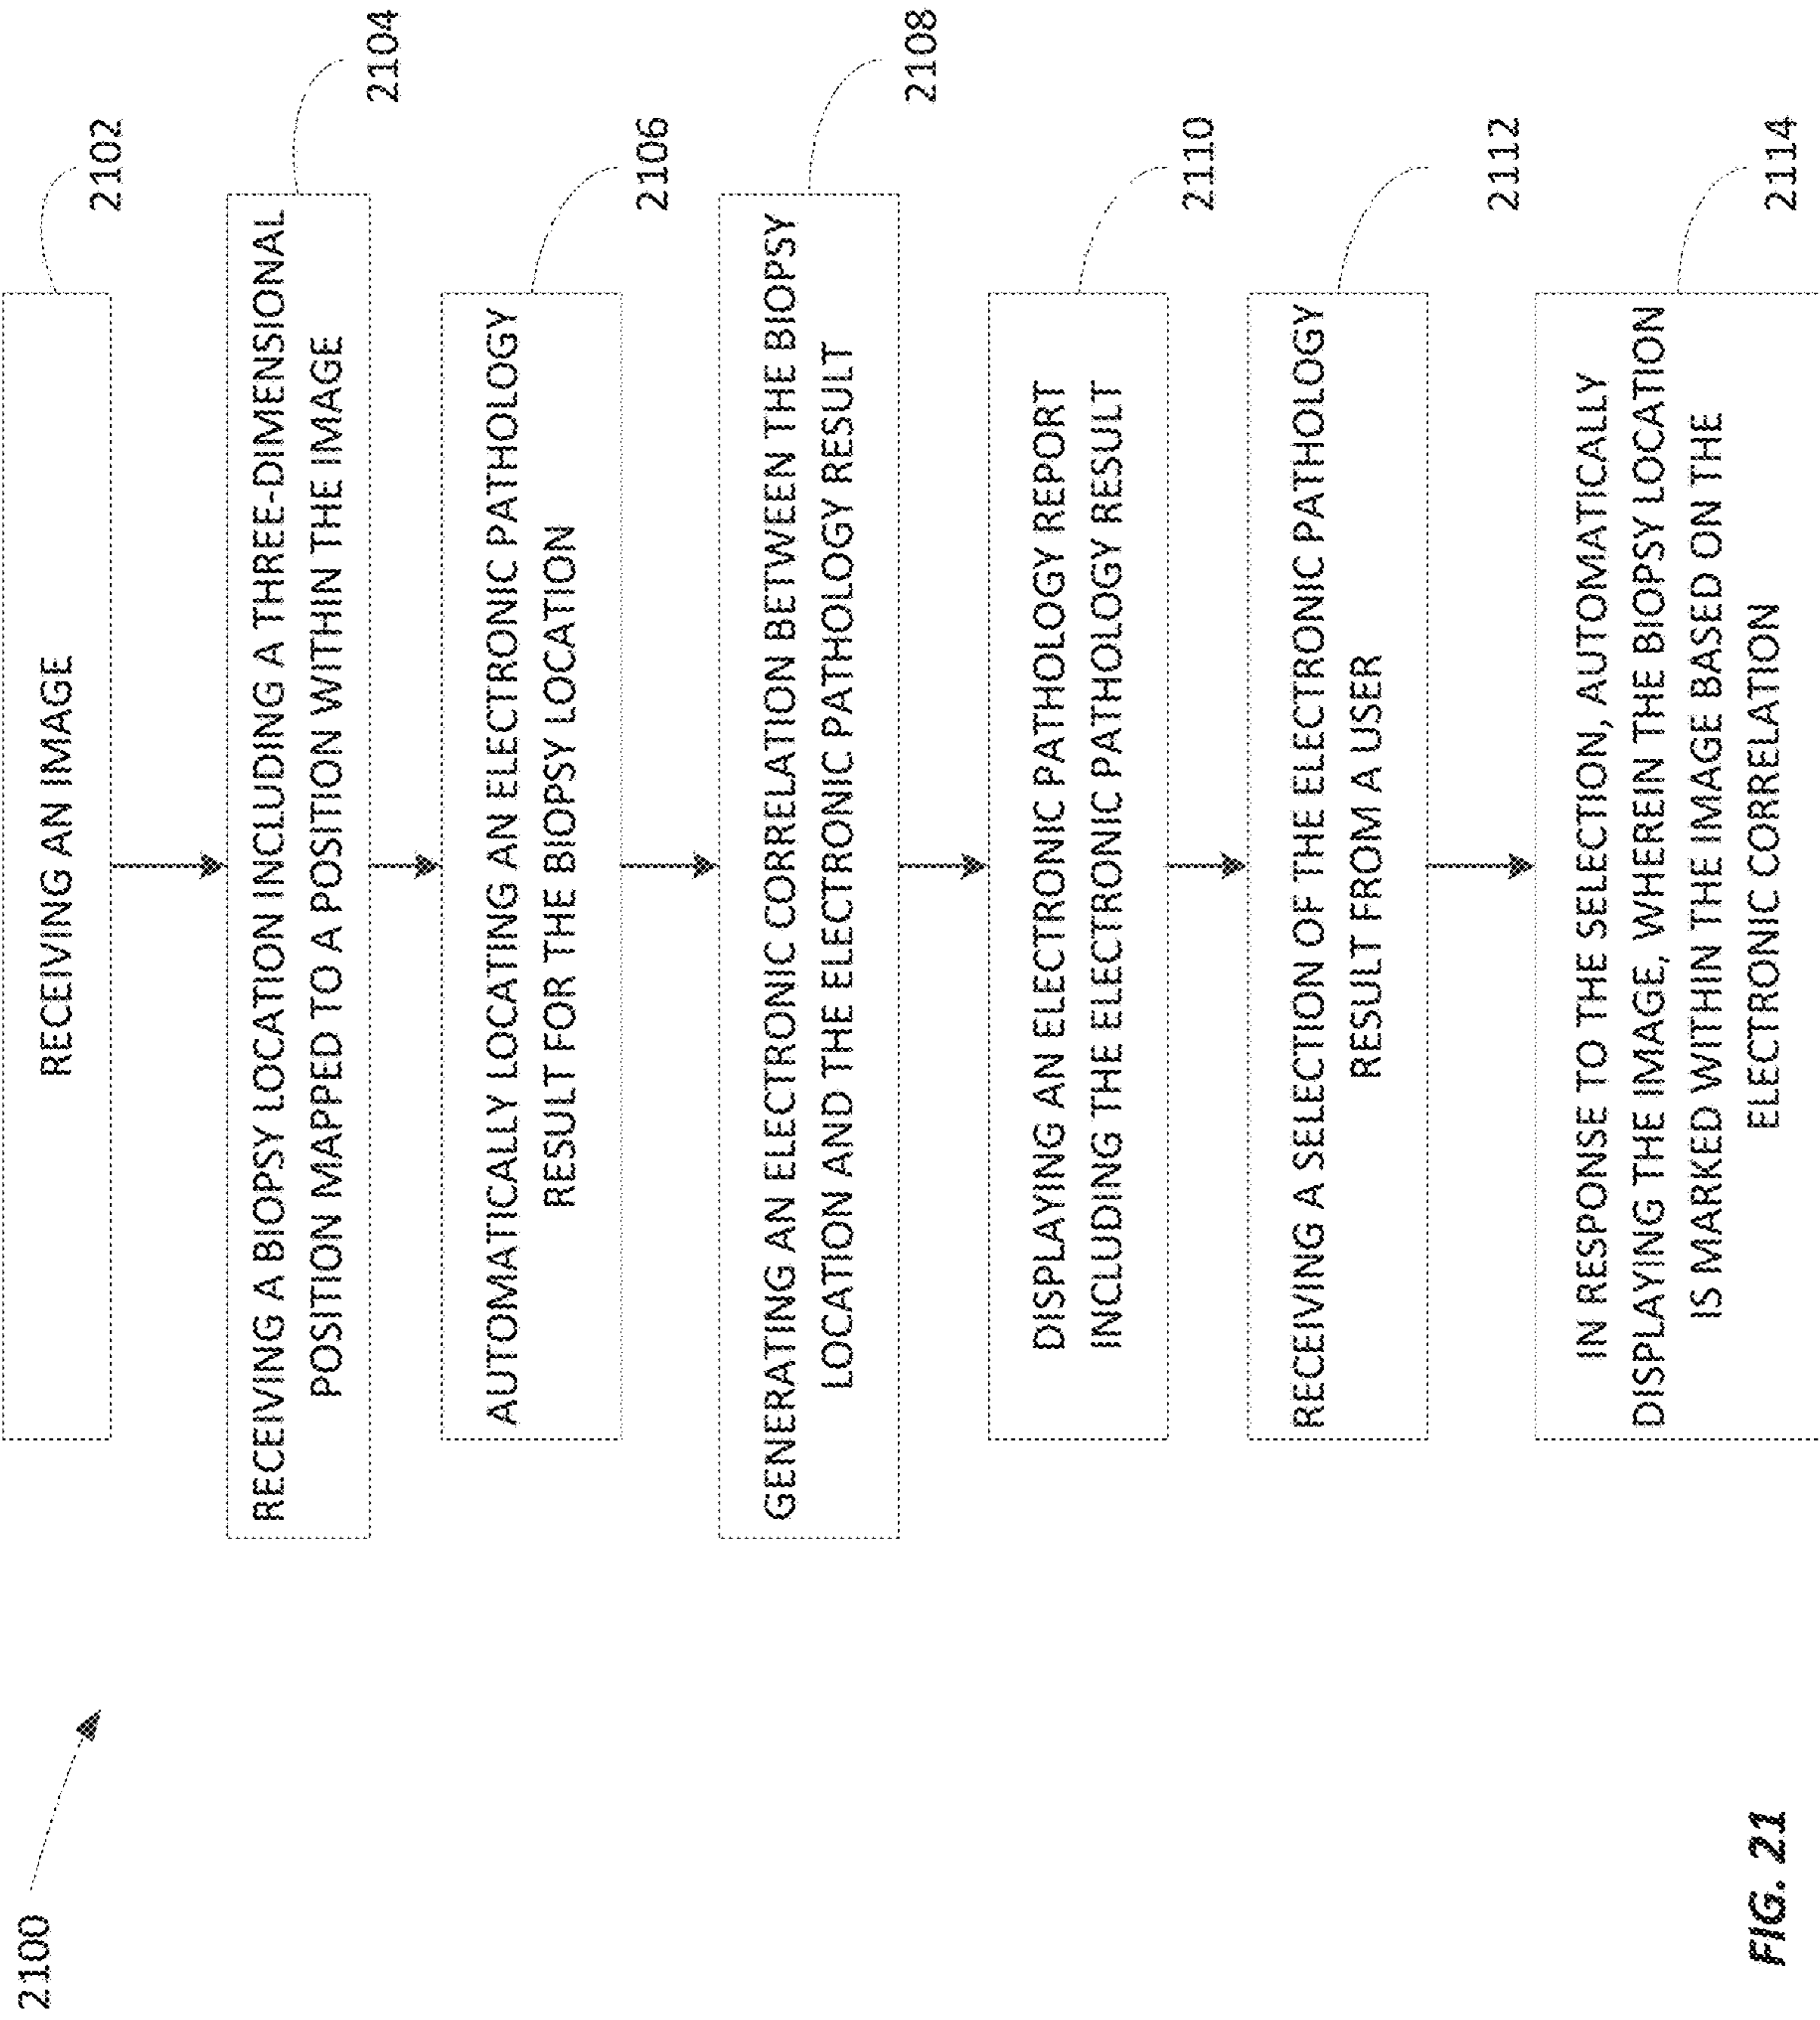 2100
RECEIVING AN IMAGE
2102
RECEIVING A BIOPSY LOCATION INCLUDING A THREE-DIMENSIONAL
POSITION MAPPED TO A POSITION WITHIN THE IMAGE
2104
AUTOMATICALLY LOCATING AN ELECTRONIC PATHOLOGY
RESULT FOR THE BIOPSY LOCATION
2106
GENERATING AN ELECTRONIC CORRELATION BETWEEN THE BIOPSY
LOCATION AND THE ELECTRONIC PATHOLOGY RESULT
2108
DISPLAYING AN ELECTRONIC PATHOLOGY REPORT
INCLUDING THE ELECTRONIC PATHOLOGY RESULT
2110
RECEIVING A SELECTION OF THE ELECTRONIC PATHOLOGY
RESULT FROM A USER
2112
IN RESPONSE TO THE SELECTION, AUTOMATICALLY
DISPLAYING THE IMAGE, WHEREIN THE BIOPSY LOCATION
IS MARKED WITHIN THE IMAGE BASED ON THE
ELECTRONIC CORRELATION
2114
FIG. 21